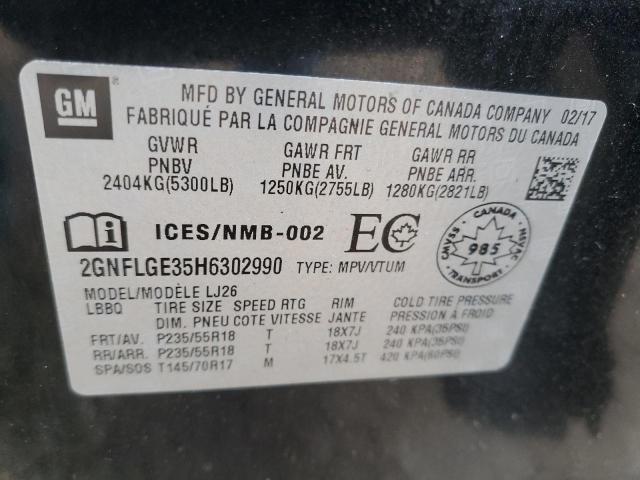 GM
MFD BY GENERAL MOTORS OF CANADA COMPANY 02/17
FABRIQUÉ PAR LA COMPAGNIE GENERAL MOTORS DU CANADA
GVWR GAWR FRT GAWR RR
PNBV PNBE AV. PNBE ARR.
2404KG(5300LB) 1250KG(2755LB) 1280KG(2821LB)
i ICES/NMB-002 EC
CANADA
CMVSS 985 NSVAC
TRANSPORT
2GNFLGE35H6302990 TYPE: MPV/VTUM
MODEL/MODÈLE LJ26
LBBQ TIRE SIZE SPEED RTG RIM COLD TIRE PRESSURE
DIM. PNEU COTE VITESSE JANTE PRESSION À FROID
FRT/AV. P235/55R18 T 18X7J 240 KPA(35PSI)
RR/ARR. P235/55R18 T 18X7J 240 KPA(35PSI)
SPA/SOS T145/70R17 M 17X4.5T 420 KPA(60PSI)